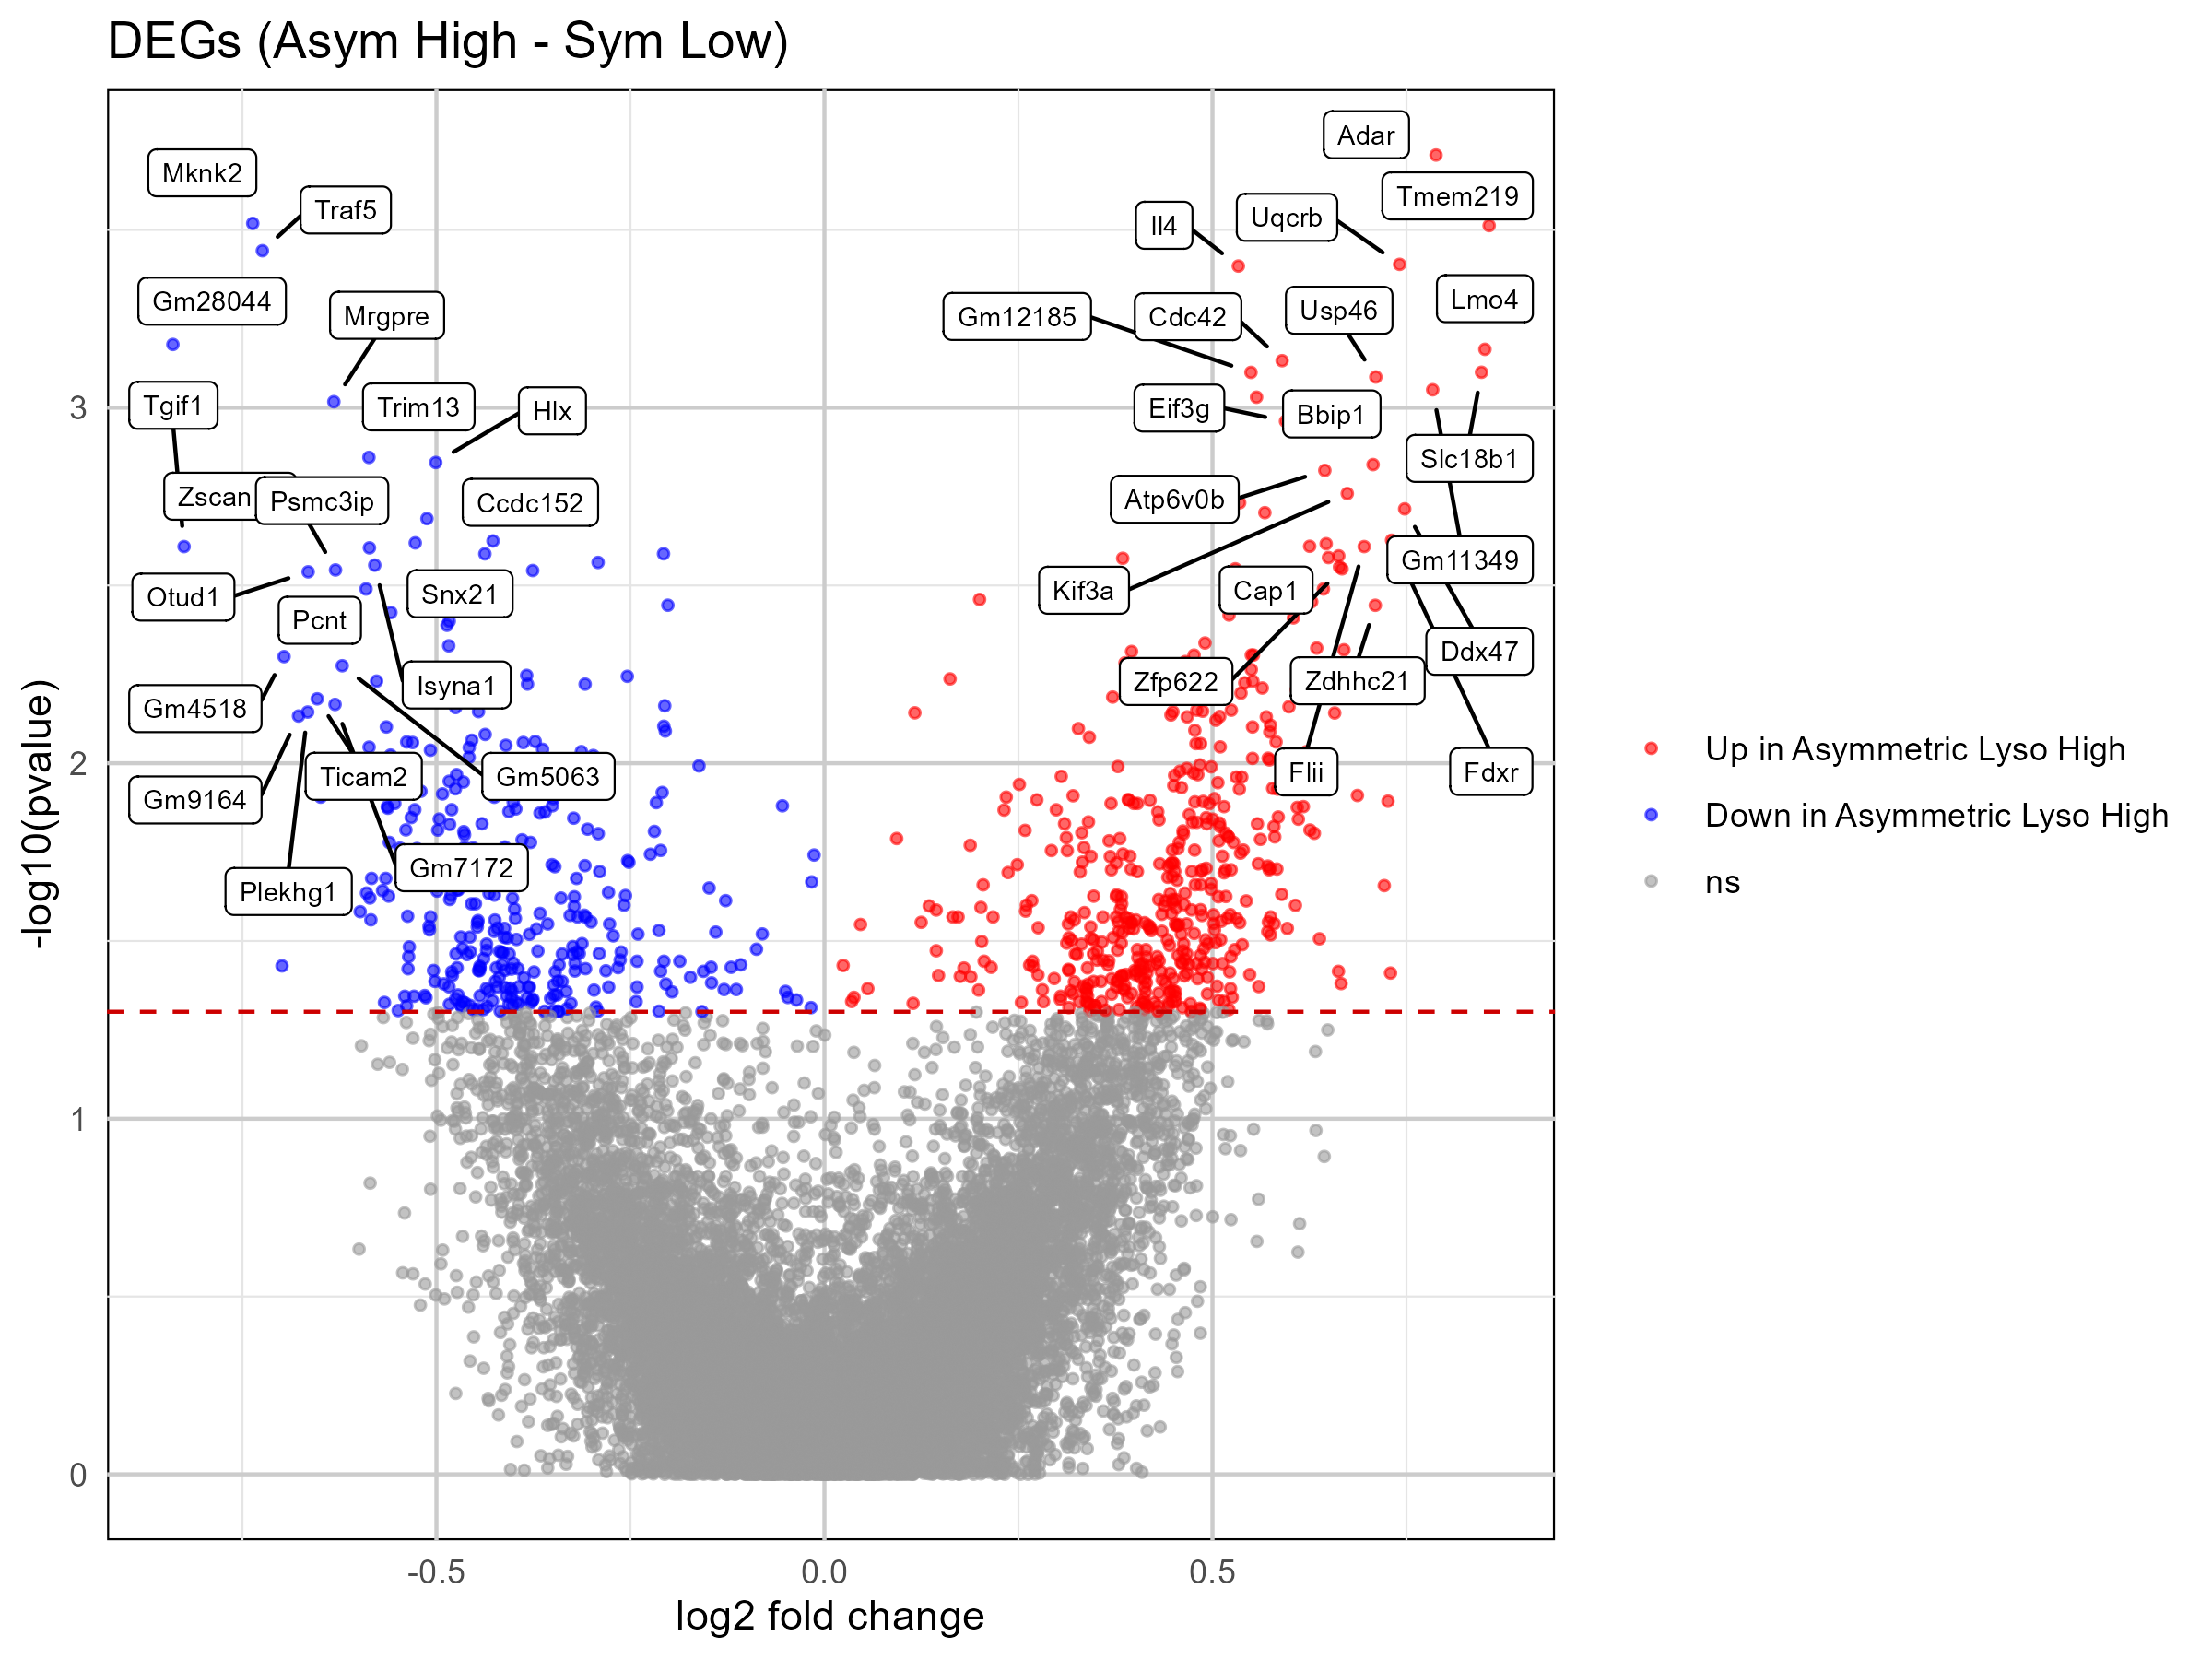 DEGs (Asym High - Sym Low)
Adar
Mknk2
Tmem219
Traf5
Il4
Uqcrb
Gm28044
Lmo4
Mrgpre
Gm12185
Cdc42
Usp46
Tgif1
Trim13
Hlx
Eif3g
Bbip1
3
Slc18b1
Zscan
Psmc3ip
Ccdc152
Atp6v0b
Gm11349
Otud1
Snx21
Kif3a
Cap1
Pcnt
Ddx47
Isyna1
Zfp622
Zdhhc21
Gm4518
2
Ticam2
Gm5063
Flii
Fdxr
Gm9164
Gm7172
Plekhg1
1
0
-log10(pvalue)
-0.5
0.0
0.5
log2 fold change
Up in Asymmetric Lyso High
Down in Asymmetric Lyso High
ns